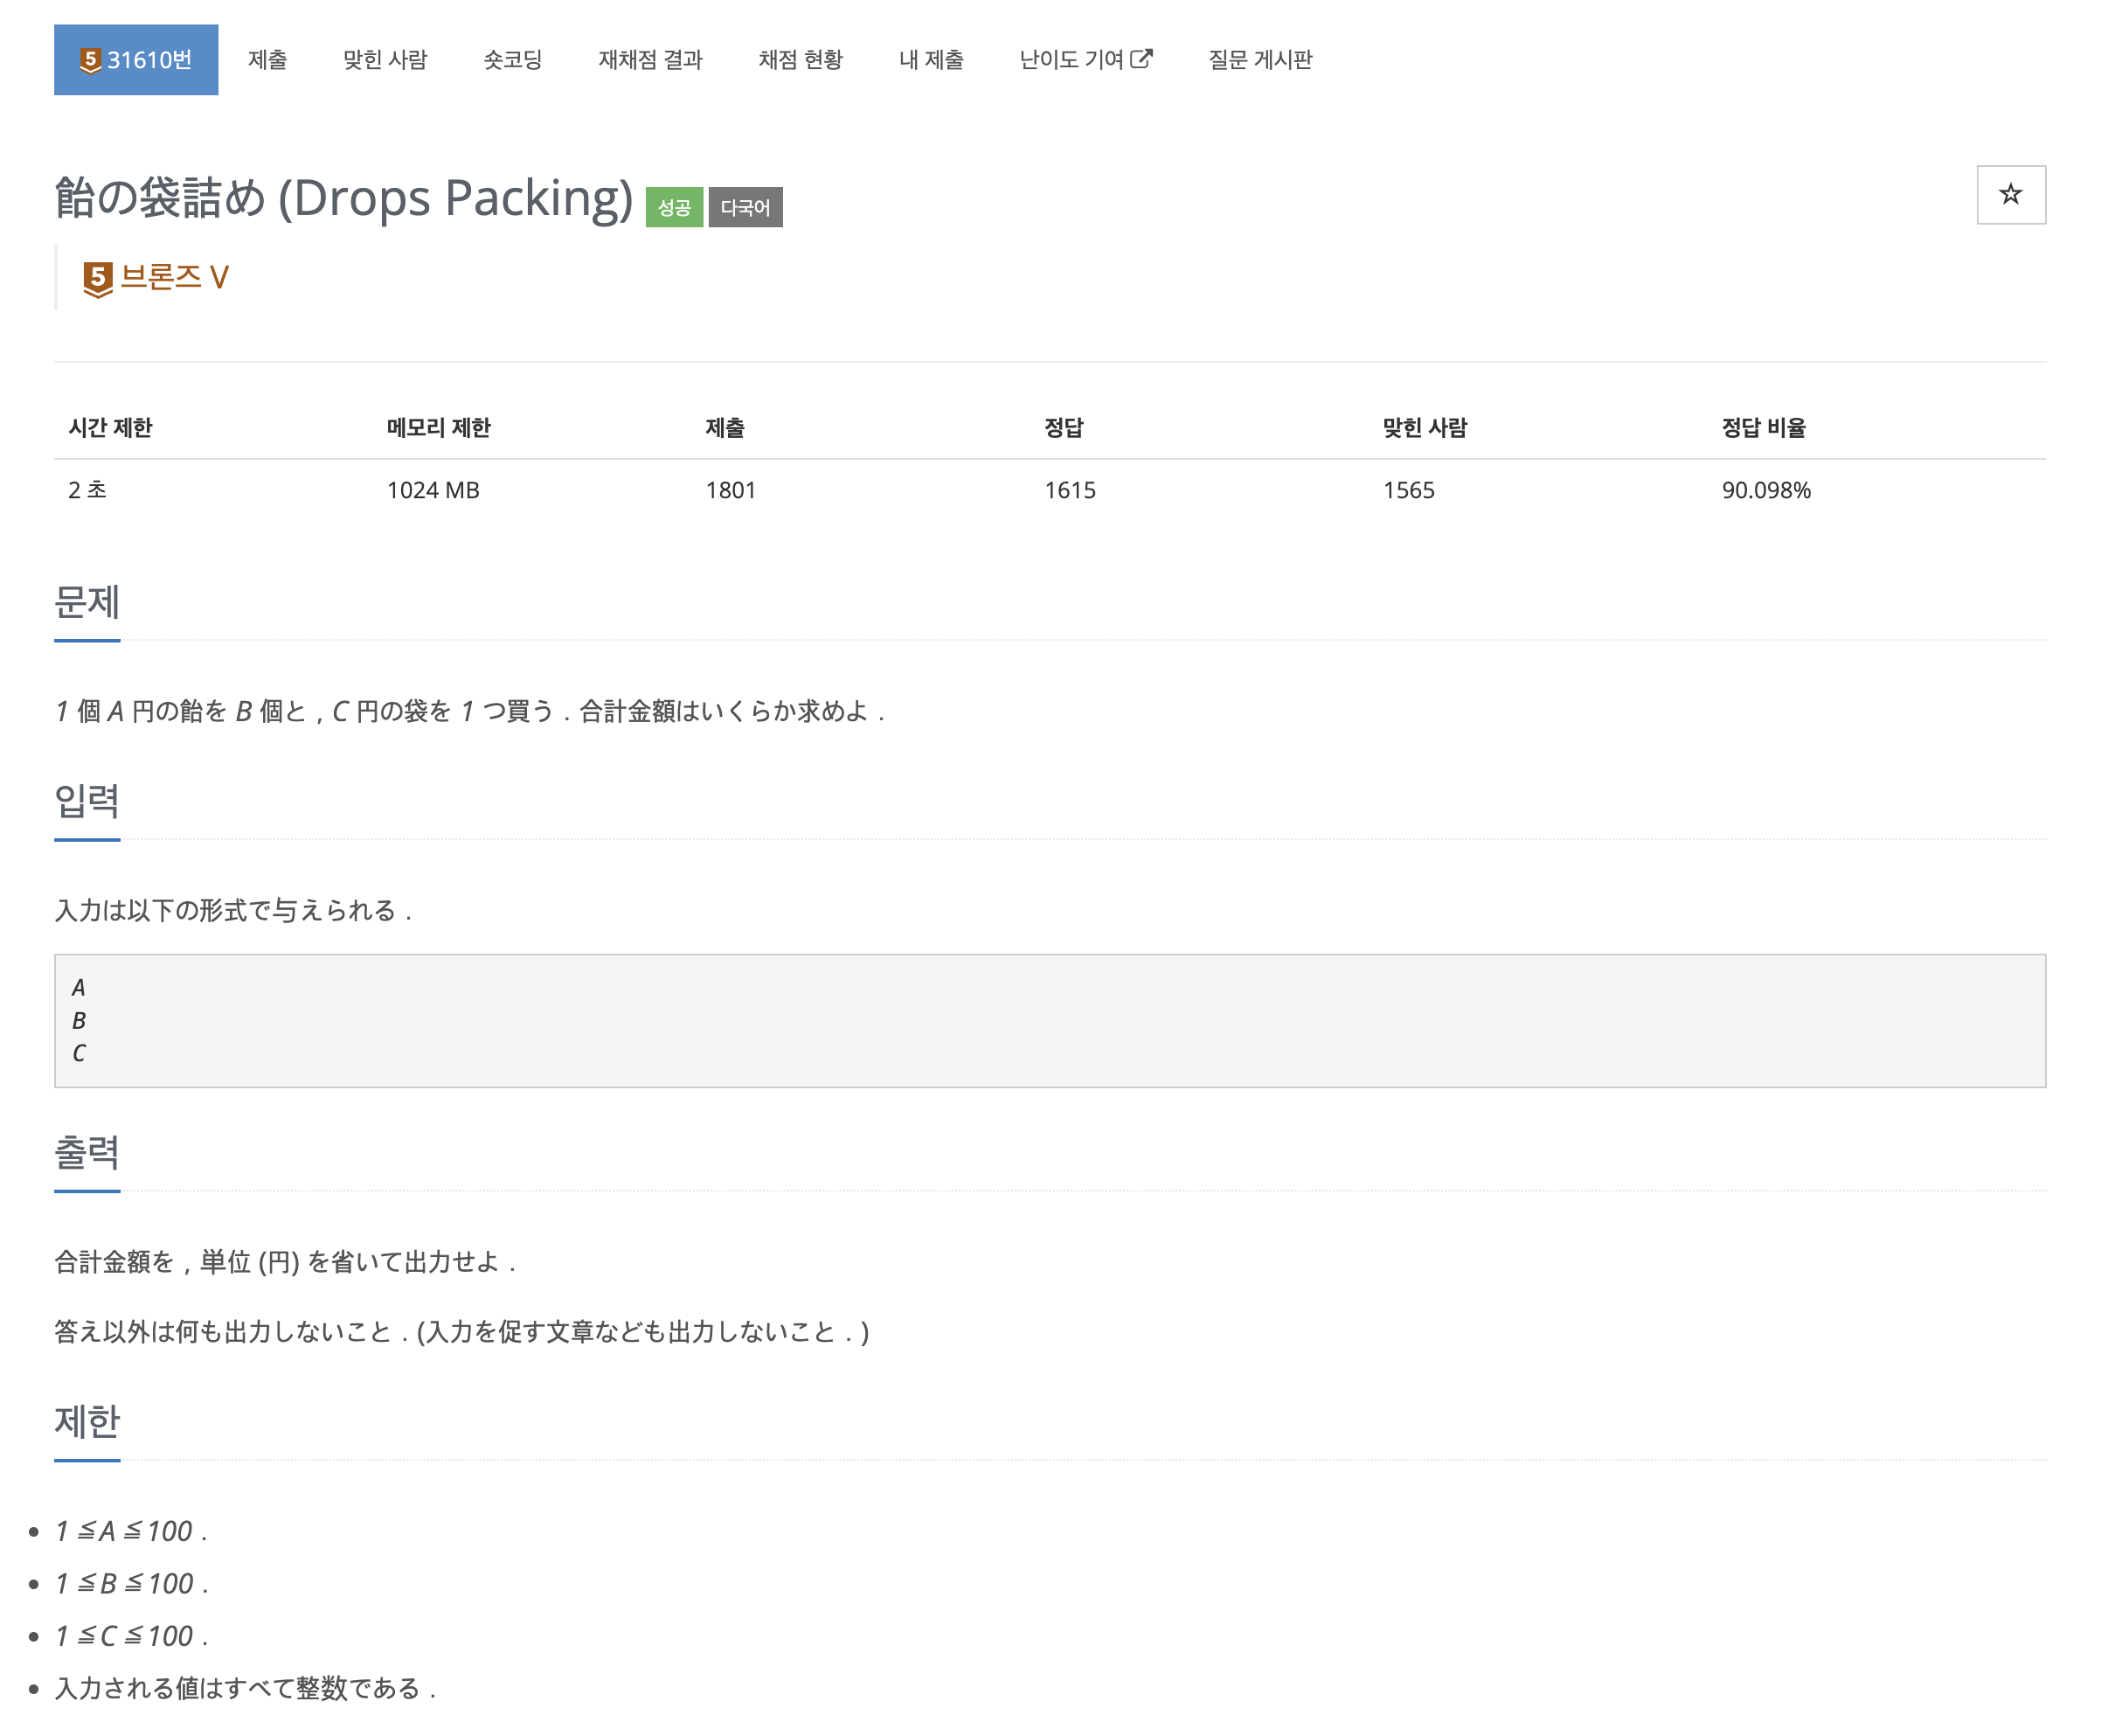 5 31610번 제출 맞힌 사람 숏코딩 재채점 결과 채점 현황 내 제출 난이도 기여 질문 게시판
飴の袋詰め (Drops Packing) 성공 다국어
5 브론즈 V
시간 제한 메모리 제한 제출 정답 맞힌 사람 정답 비율
2 초 1024 MB 1801 1615 1565 90.098%
문제
1 個 A 円の飴を B 個と，C 円の袋を 1 つ買う．合計金額はいくらか求めよ．
입력
入力は以下の形式で与えられる．
A
B
C
출력
合計金額を，単位 (円) を省いて出力せよ．
答え以外は何も出力しないこと．(入力を促す文章なども出力しないこと．)
제한
1 ≦ A ≦ 100．
1 ≦ B ≦ 100．
1 ≦ C ≦ 100．
入力される値はすべて整数である．